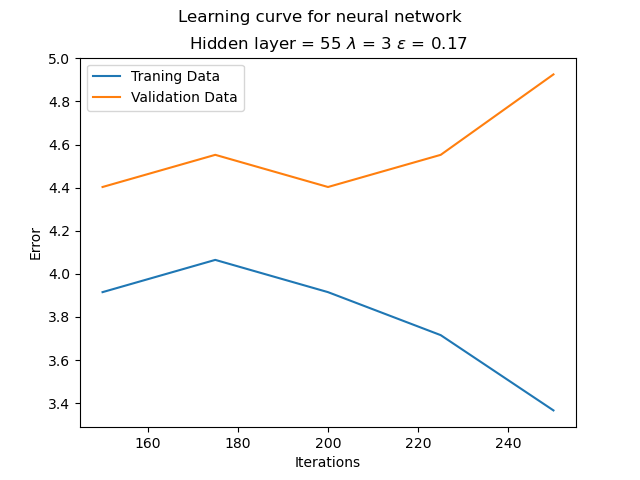 Learning curve for neural network
Hidden layer = 55 λ = 3 ε = 0.17
Traning Data
Validation Data
5.0
4.8
4.6
4.4
4.2
4.0
3.8
3.6
3.4
Error
160 180 200 220 240
Iterations